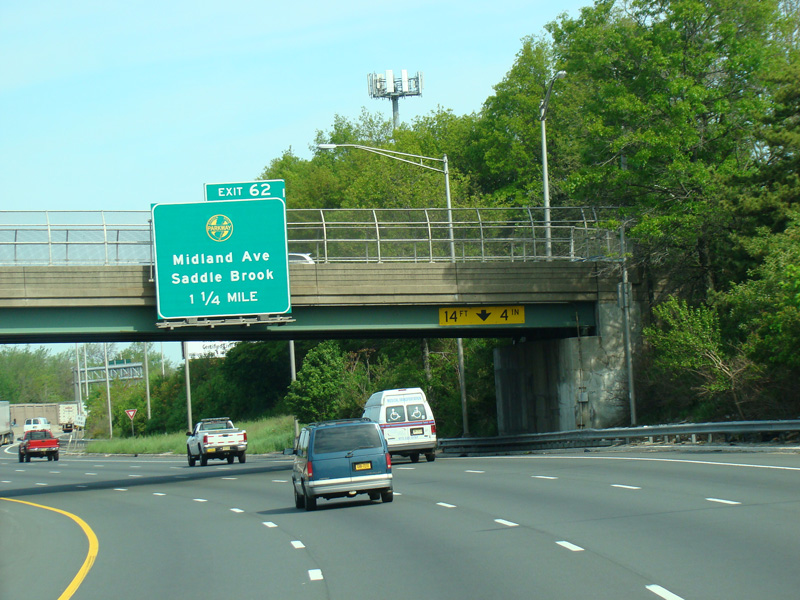 EXIT 62
PARKWAY
Midland Ave
Saddle Brook
1 1/4 MILE
14 FT 4 IN